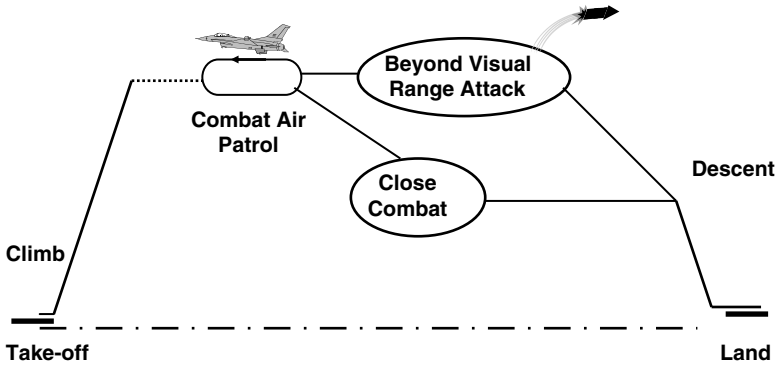 Beyond Visual
Range Attack
Combat Air
Patrol
Close
Combat
Descent
Climb
Take-off
Land